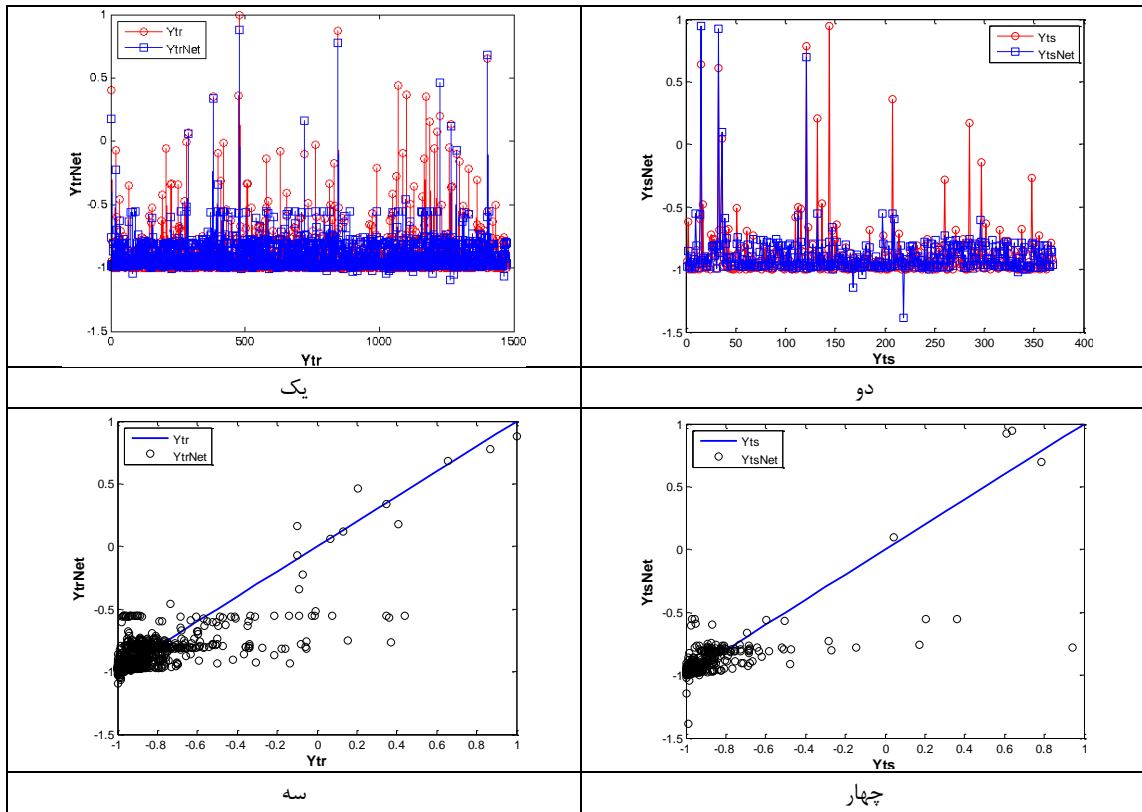 1
0.5
0
-0.5
-1
-1.5
YtrNet
Ytr
YtrNet
0
500
1000
1500
Ytr
1
0.5
0
-0.5
-1
-1.5
YtsNet
Yts
YtsNet
0
50
100
150
200
250
300
350
400
Yts
یک
دو
1
0.5
0
-0.5
-1
-1.5
YtrNet
Ytr
YtrNet
-1
-0.8
-0.6
-0.4
-0.2
0
0.2
0.4
0.6
0.8
1
Ytr
1
0.5
0
-0.5
-1
-1.5
YtsNet
Yts
YtsNet
-1
-0.8
-0.6
-0.4
-0.2
0
0.2
0.4
0.6
0.8
1
Yts
سه
چهار